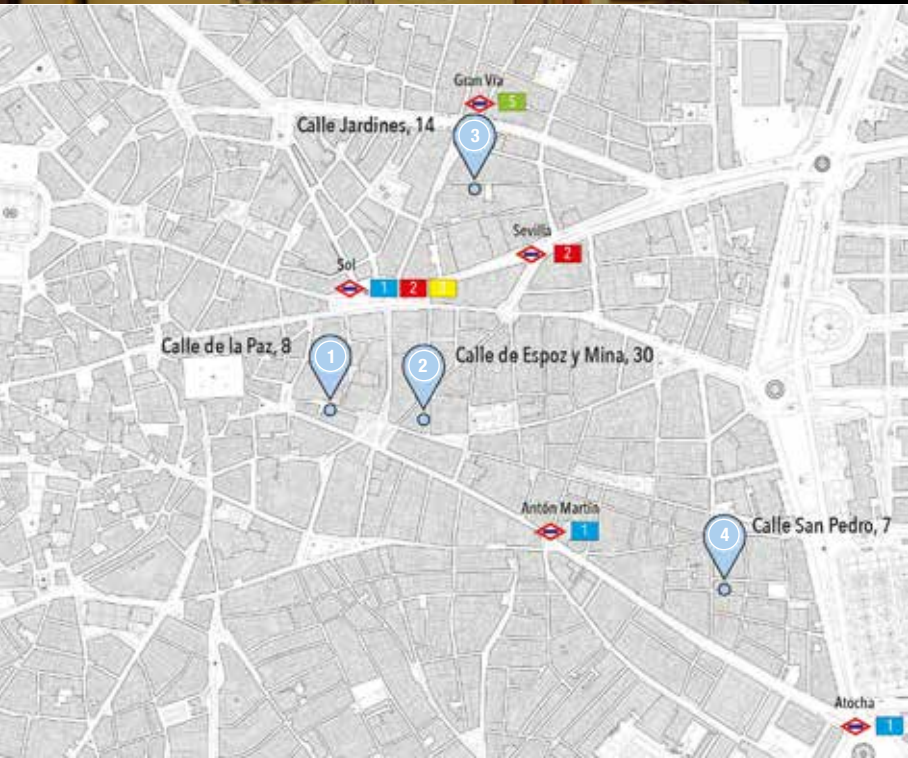 Gran Vía
5
Calle Jardines, 14
3
Sevilla
2
Sol
1 2 3
Calle de la Paz, 8
1
2
Calle de Espoz y Mina, 30
Antón Martín
1
4
Calle San Pedro, 7
Atocha
1